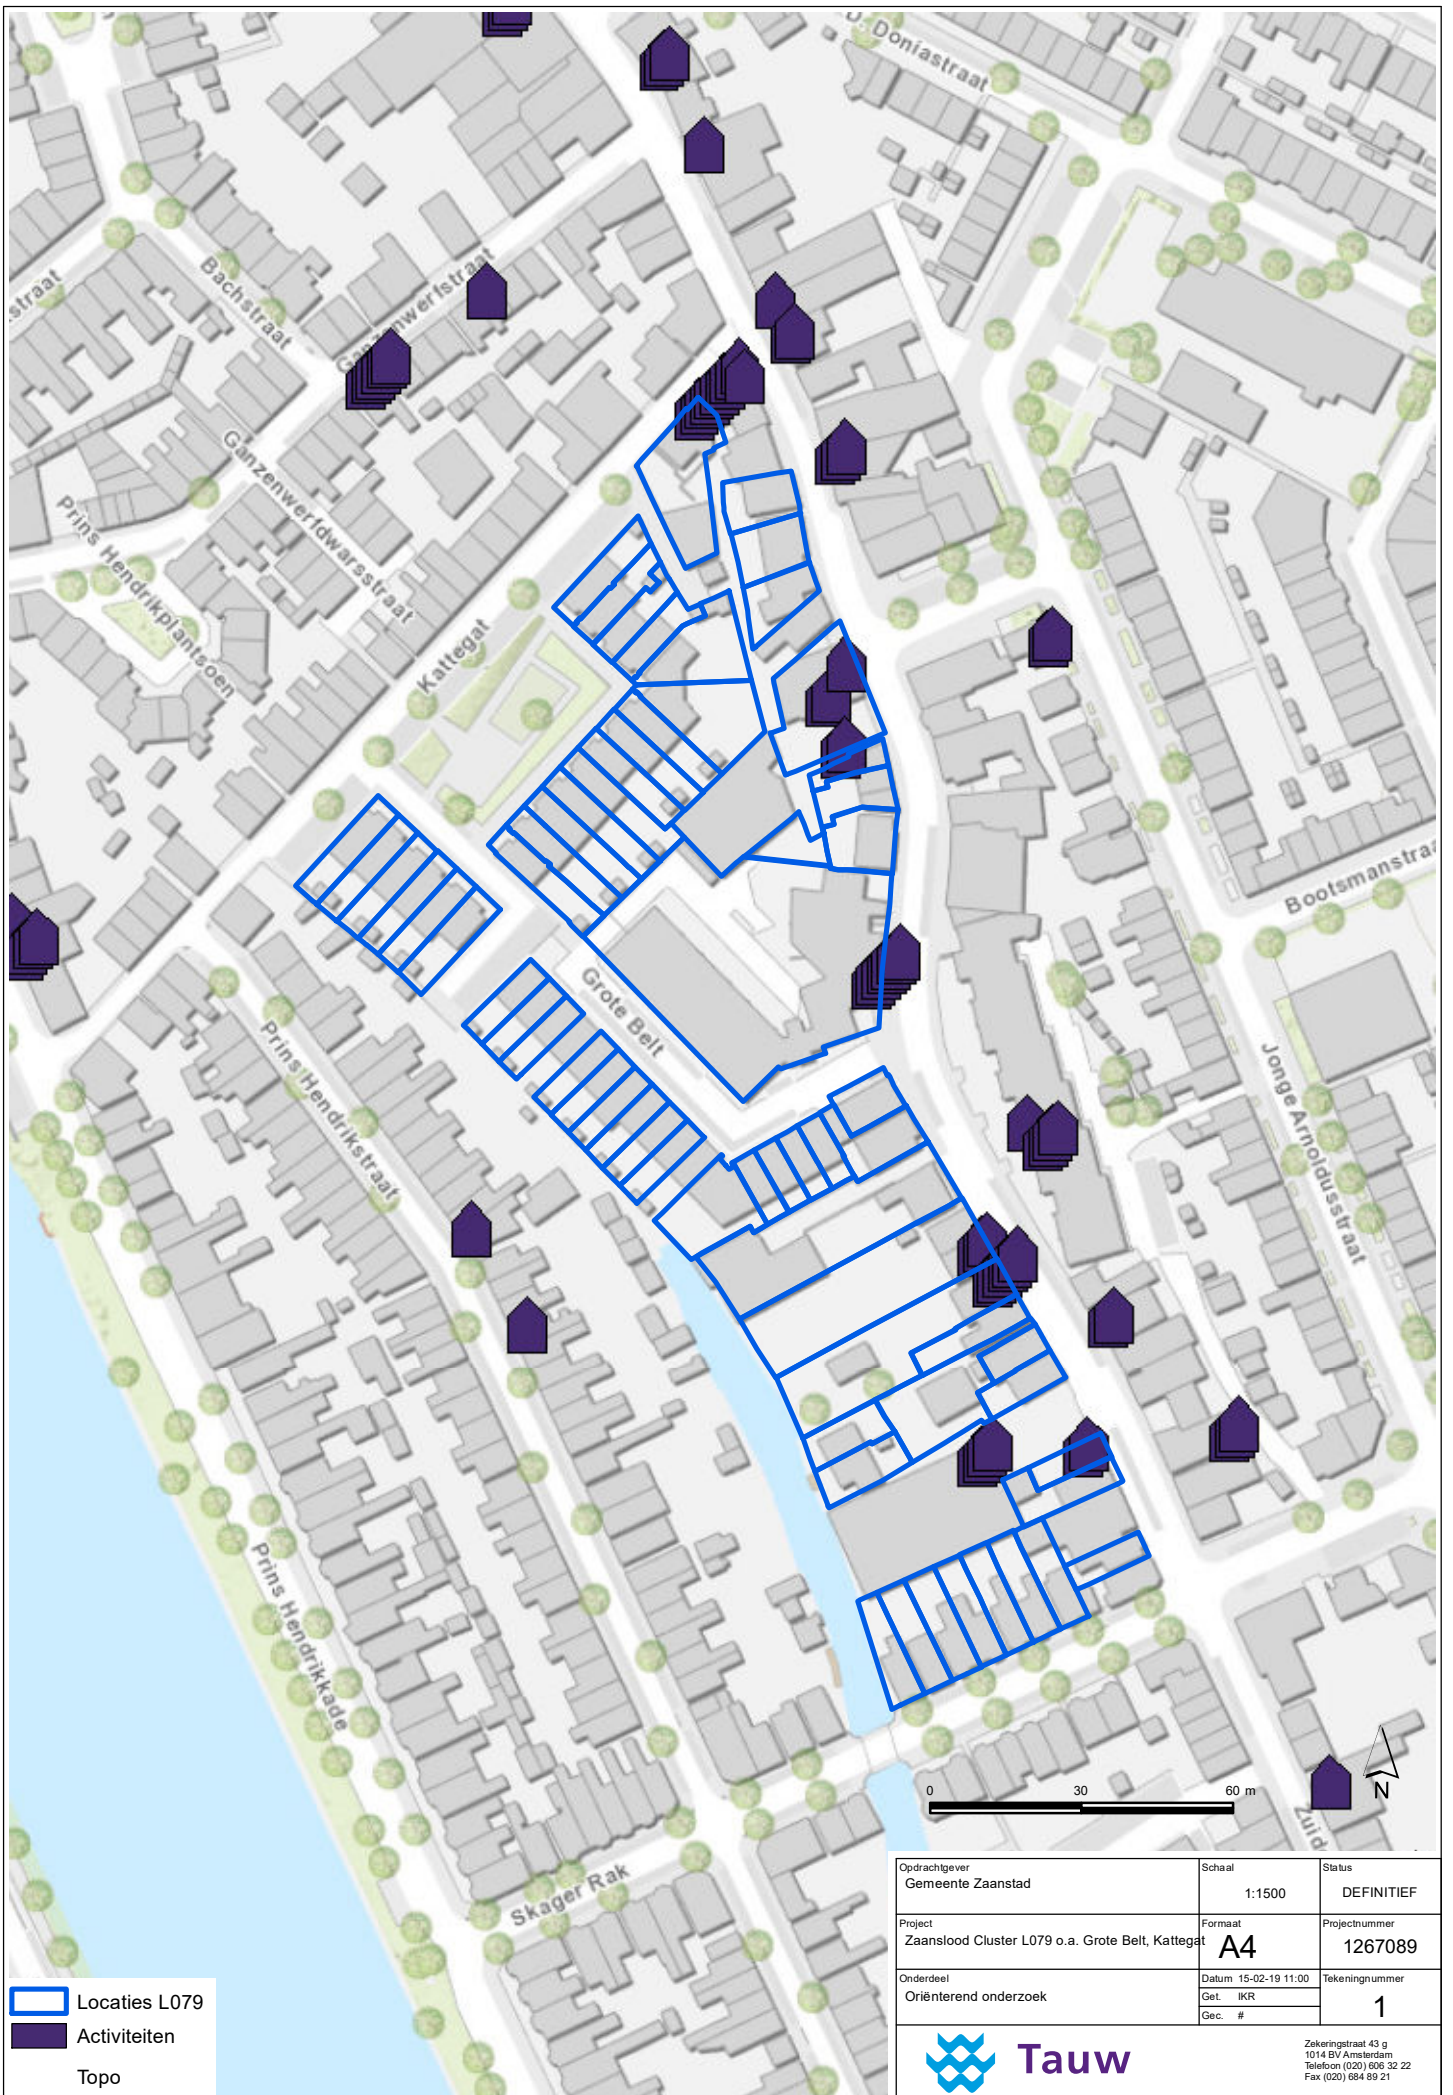 D. Doniastraat
straat
Bachstraat
Ganzenwerfstraat
Ganzenwerfdwarsstraat
Prins Hendrikplantsoen
Kattegat
Bootsmanstraa
Grote Belt
Prins Hendrikstraat
Jonge Arnoldusstraat
Prins Hendrikkade
Skager Rak
Zuid
0 30 60 m
N
Locaties L079
Activiteiten
Topo
Opdrachtgever
Gemeente Zaanstad
Schaal
1:1500
Status
DEFINITIEF
Project
Zaanslood Cluster L079 o.a. Grote Belt, Kattegat
Formaat
A4
Projectnummer
1267089
Onderdeel
Oriënterend onderzoek
Datum 15-02-19 11:00
Get. IKR
Gec. #
Tekeningnummer
1
Tauw
Zekeringstraat 43 g
1014 BV Amsterdam
Telefoon (020) 606 32 22
Fax (020) 684 89 21